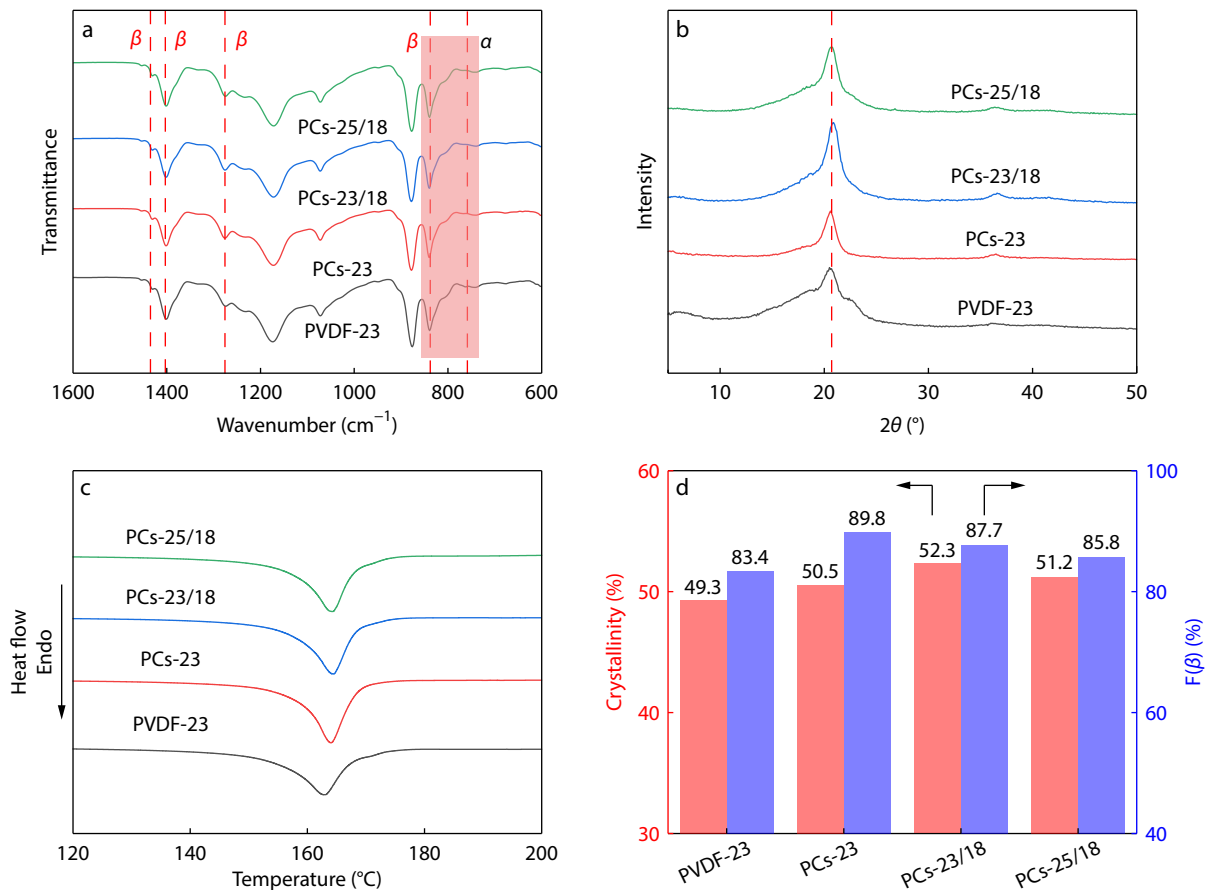 a
β β β β α
PCs-25/18
PCs-23/18
PCs-23
PVDF-23
Transmittance
1600 1400 1200 1000 800 600
Wavenumber (cm⁻¹)
b
PCs-25/18
PCs-23/18
PCs-23
PVDF-23
Intensity
10 20 30 40 50
2θ (°)
c
PCs-25/18
PCs-23/18
PCs-23
PVDF-23
Heat flow
Endo
120 140 160 180 200
Temperature (°C)
d
60
50
40
30
Crystallinity (%)
100
80
60
40
F(β) (%)
49.3 83.4
50.5 89.8
52.3 87.7
51.2 85.8
PVDF-23 PCs-23 PCs-23/18 PCs-25/18